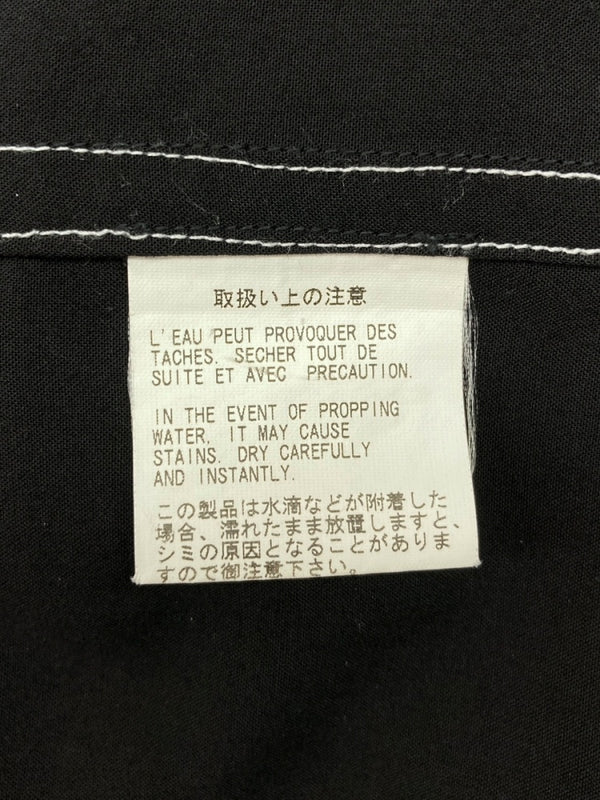 取扱い上の注意
L'EAU PEUT PROVOQUER DES
TACHES. SECHER TOUT DE
SUITE ET AVEC PRECAUTION.
IN THE EVENT OF PROPPING
WATER, IT MAY CAUSE
STAINS. DRY CAREFULLY
AND INSTANTLY.
この製品は水滴などが附着した
場合、濡れたまま放置しますと、
シミの原因となることがありま
すので御注意下さい。